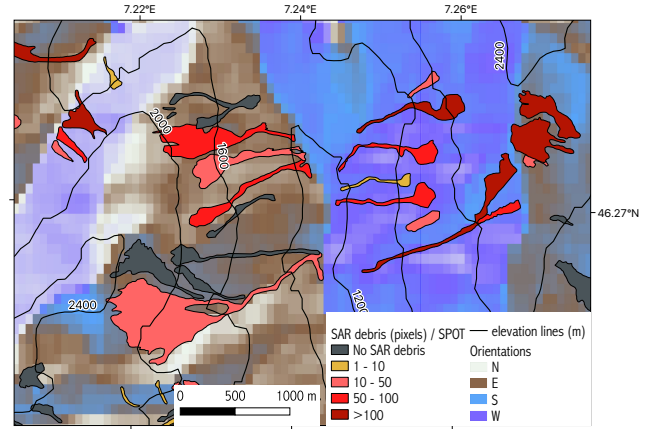 7.22°E 7.24°E 7.26°E
2400
2000
1600
46.27°N
2400
1200
SAR debris (pixels) / SPOT
No SAR debris
1 - 10
10 - 50
50 - 100
>100
elevation lines (m)
Orientations
N
E
S
W
0 500 1000 m